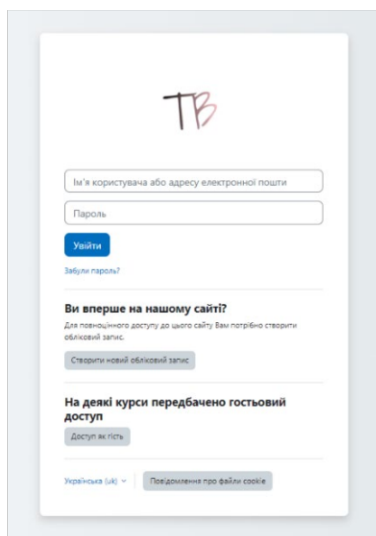 TB
Ім'я користувача або адресу електронної пошти
Пароль
Увійти
Забули пароль?
Ви вперше на нашому сайті?
Для повноцінного доступу до цього сайту Вам потрібно створити
обліковий запис.
Створити новий обліковий запис
На деякі курси передбачено гостьовий
доступ
Доступ як гість
Українська (uk)
Повідомлення про файли cookie